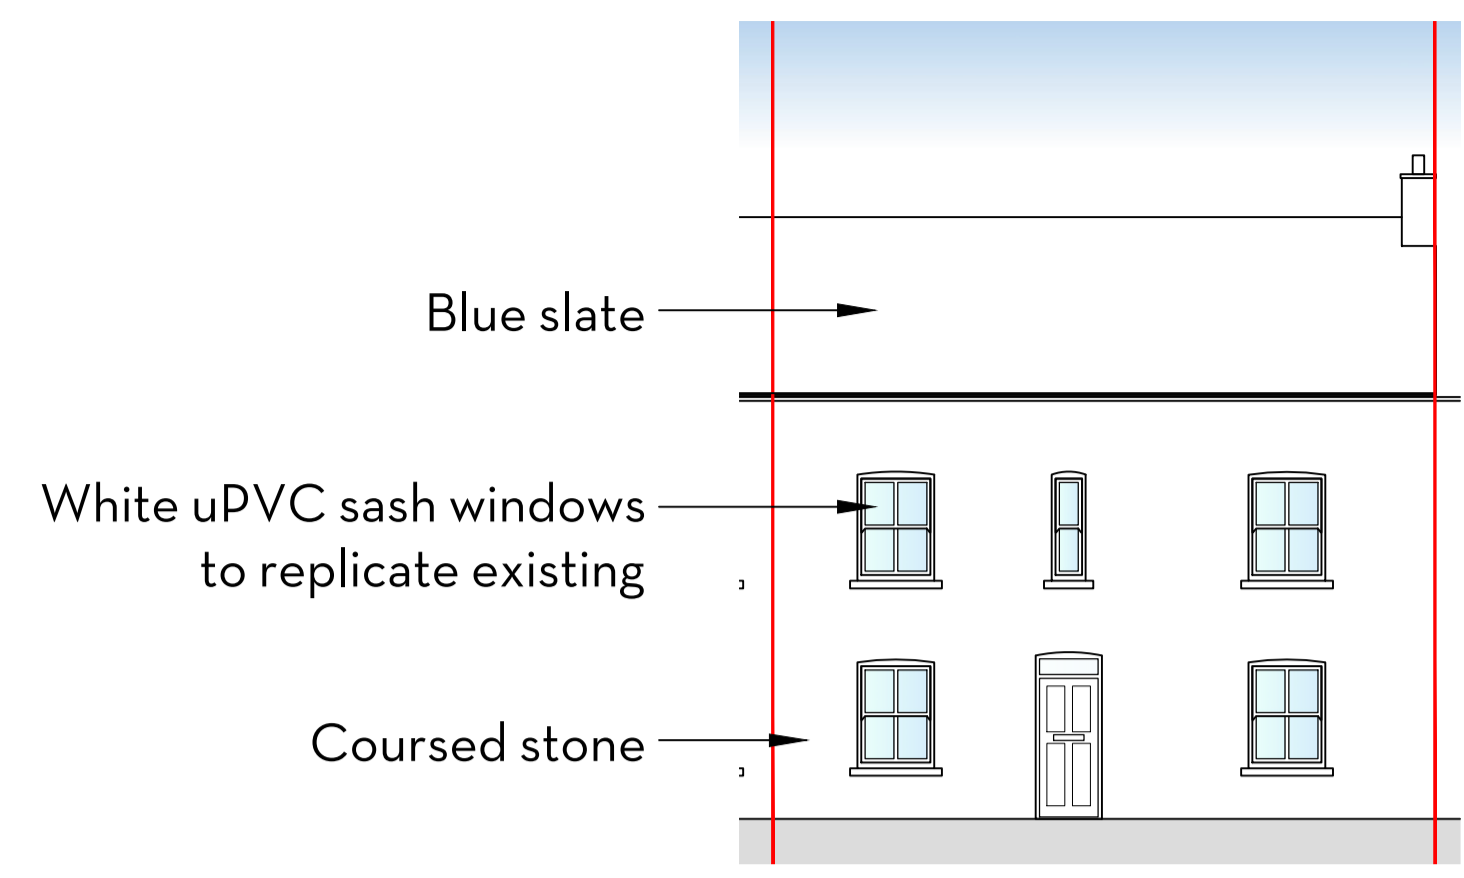 Blue slate
White uPVC sash windows
to replicate existing
Coursed stone